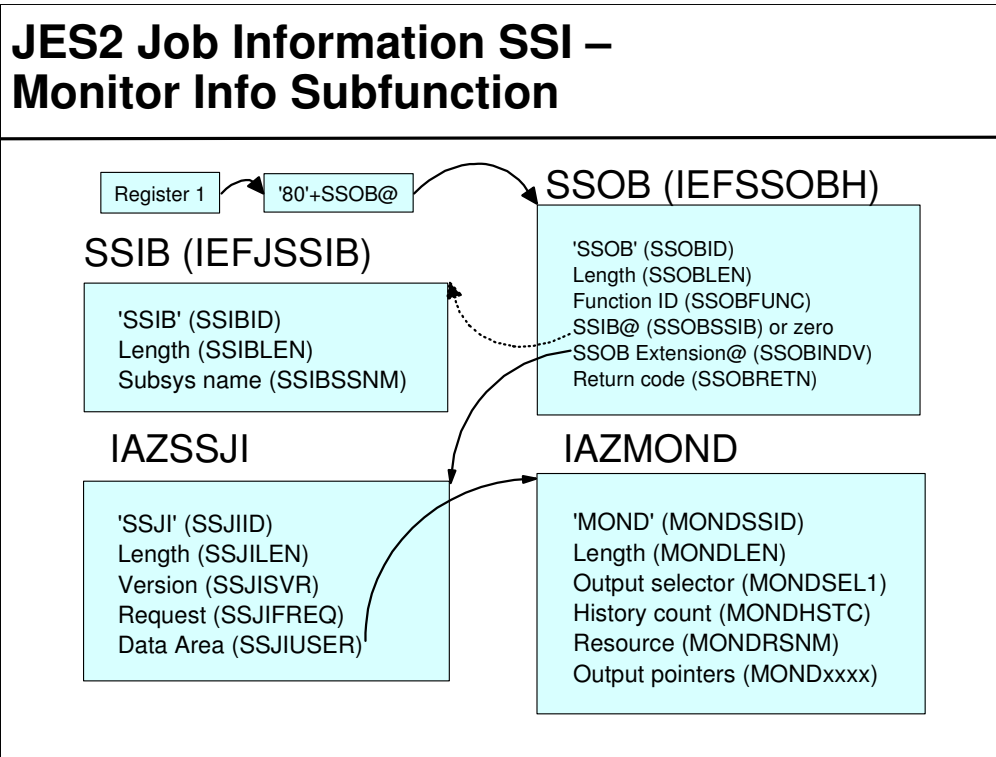 JES2 Job Information SSI –
Monitor Info Subfunction
Register 1
'80'+SSOB@
SSOB (IEFSSOBH)
'SSOB' (SSOBID)
Length (SSOBLEN)
Function ID (SSOBFUNC)
SSIB@ (SSOBSSIB) or zero
SSOB Extension@ (SSOBINDV)
Return code (SSOBRETN)
SSIB (IEFJSSIB)
'SSIB' (SSIBID)
Length (SSIBLEN)
Subsys name (SSIBSSNM)
IAZSSJI
'SSJI' (SSJIID)
Length (SSJILEN)
Version (SSJISVR)
Request (SSJIFREQ)
Data Area (SSJIUSER)
IAZMOND
'MOND' (MONDSSID)
Length (MONDLEN)
Output selector (MONDSEL1)
History count (MONDHSTC)
Resource (MONDRSNM)
Output pointers (MONDxxxx)